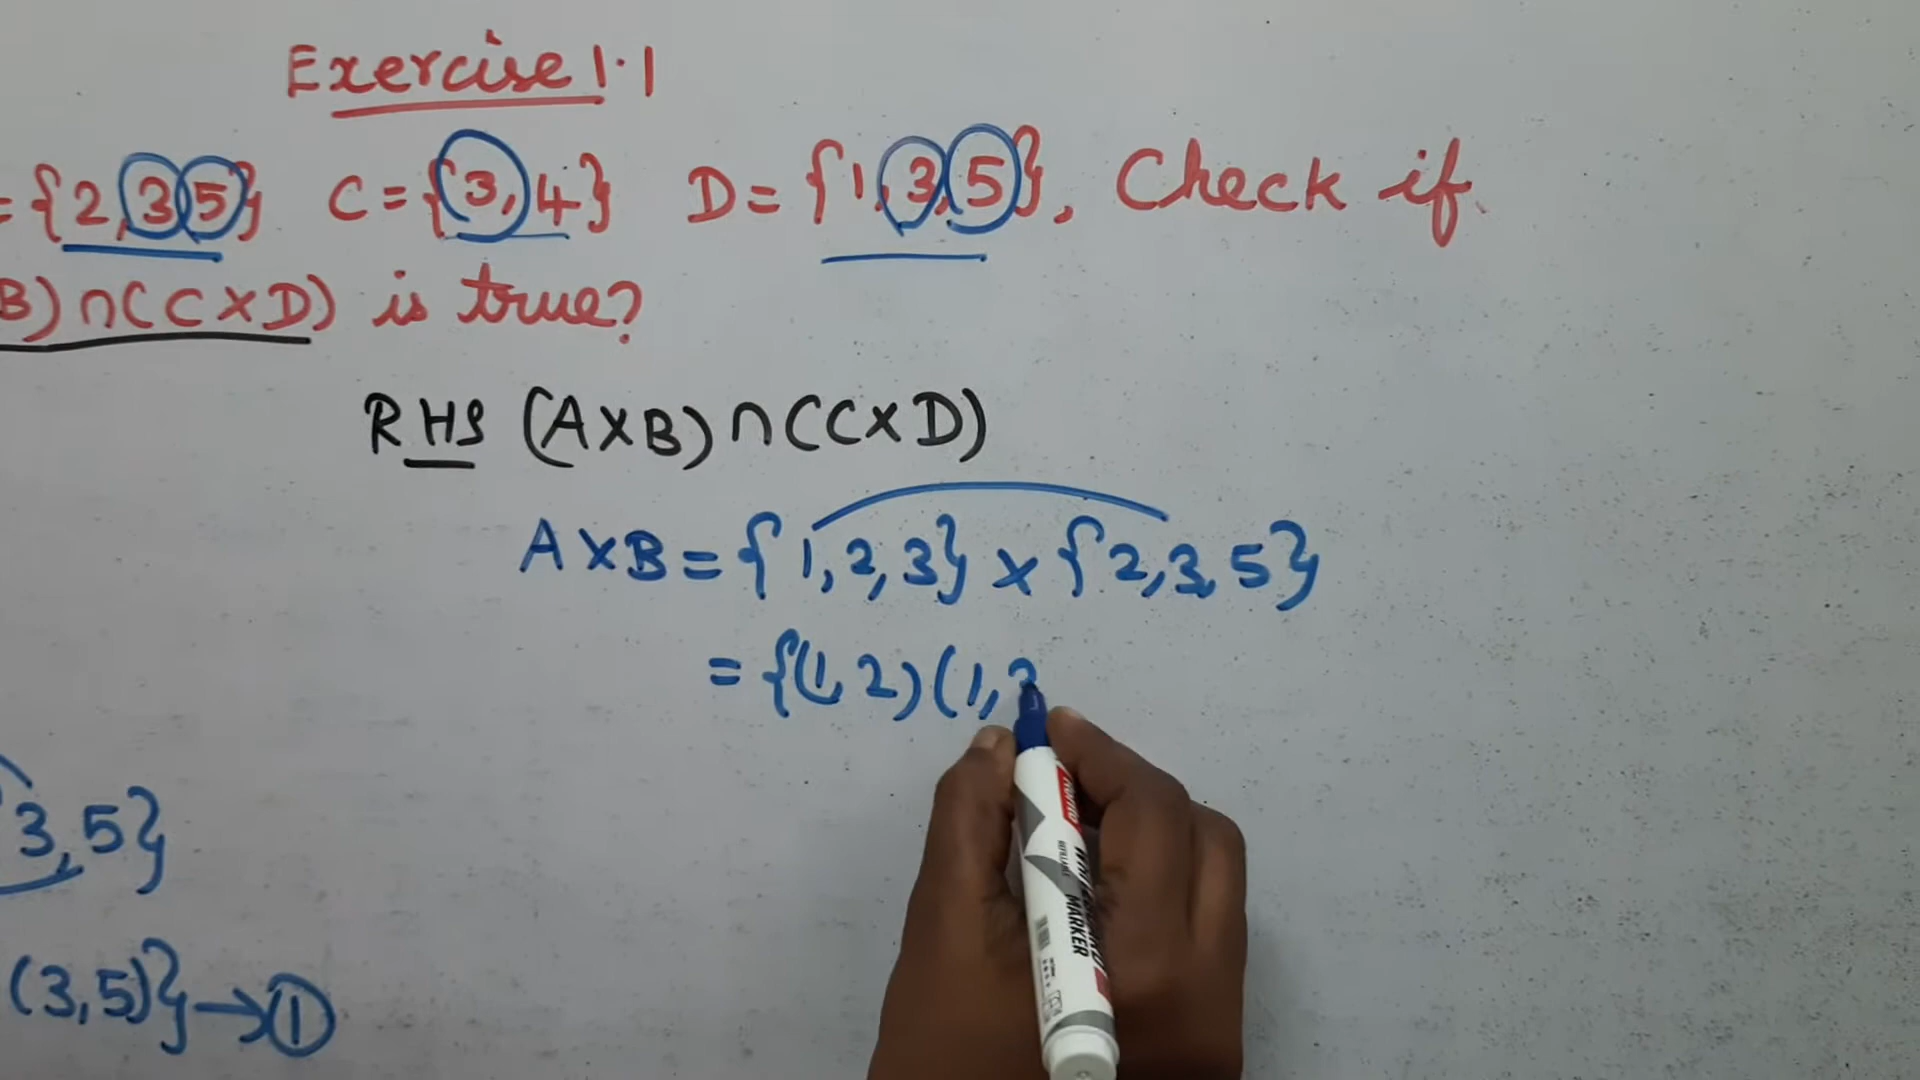 Exercise 1.1
= {2, 3 5} C = {3, 4} D = {1, 3, 5}, Check if
B) ∩ (C X D) is true?
RHS (A X B) ∩ (C X D)
A X B = {1, 2, 3} x {2, 3, 5}
= {(1, 2) (1,
3, 5}
(3, 5)} → ①
MARKER